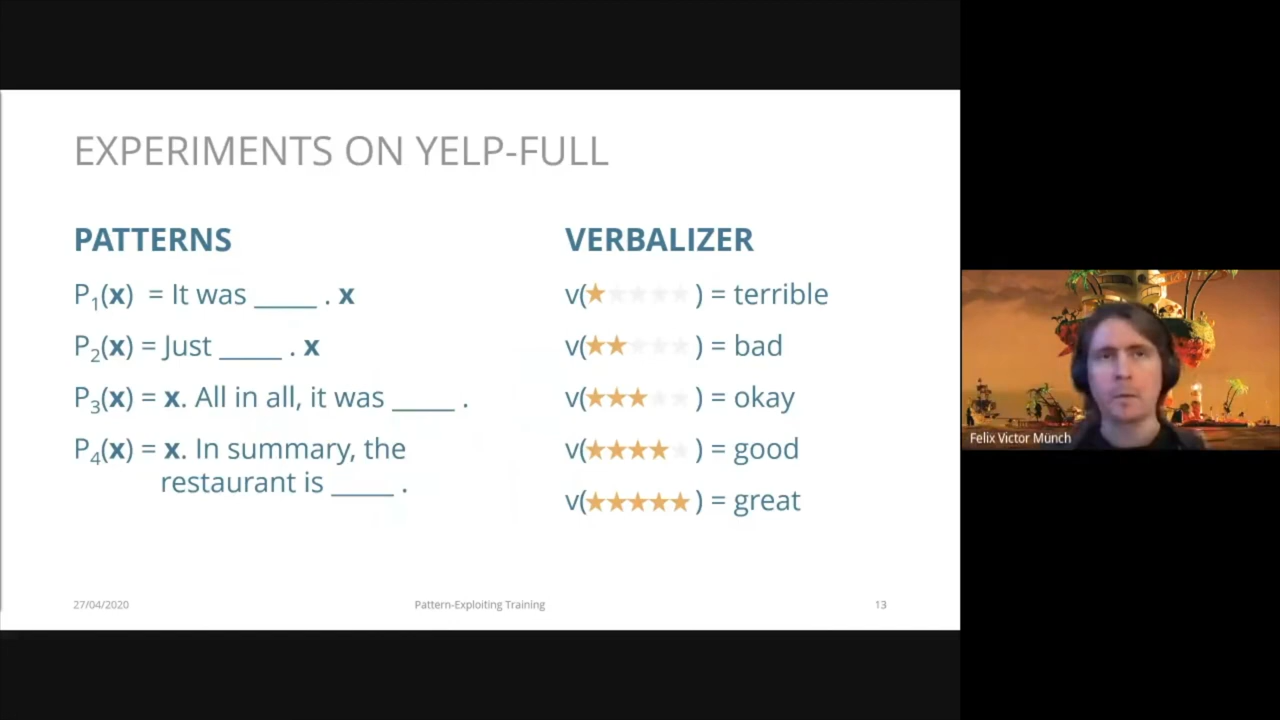 EXPERIMENTS ON YELP-FULL
PATTERNS
P1(x) = It was _____ . x
P2(x) = Just _____ . x
P3(x) = x. All in all, it was _____ .
P4(x) = x. In summary, the
restaurant is _____ .
VERBALIZER
v(★★★★★) = terrible
v(★★★★★) = bad
v(★★★★★) = okay
v(★★★★★) = good
v(★★★★★) = great
27/04/2020
Pattern-Exploiting Training
13
Felix Victor Münch